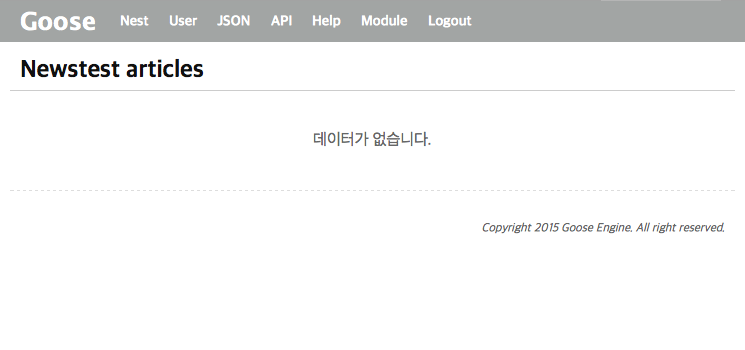 Goose Nest User JSON API Help Module Logout
Newstest articles
데이터가 없습니다.
Copyright 2015 Goose Engine. All right reserved.